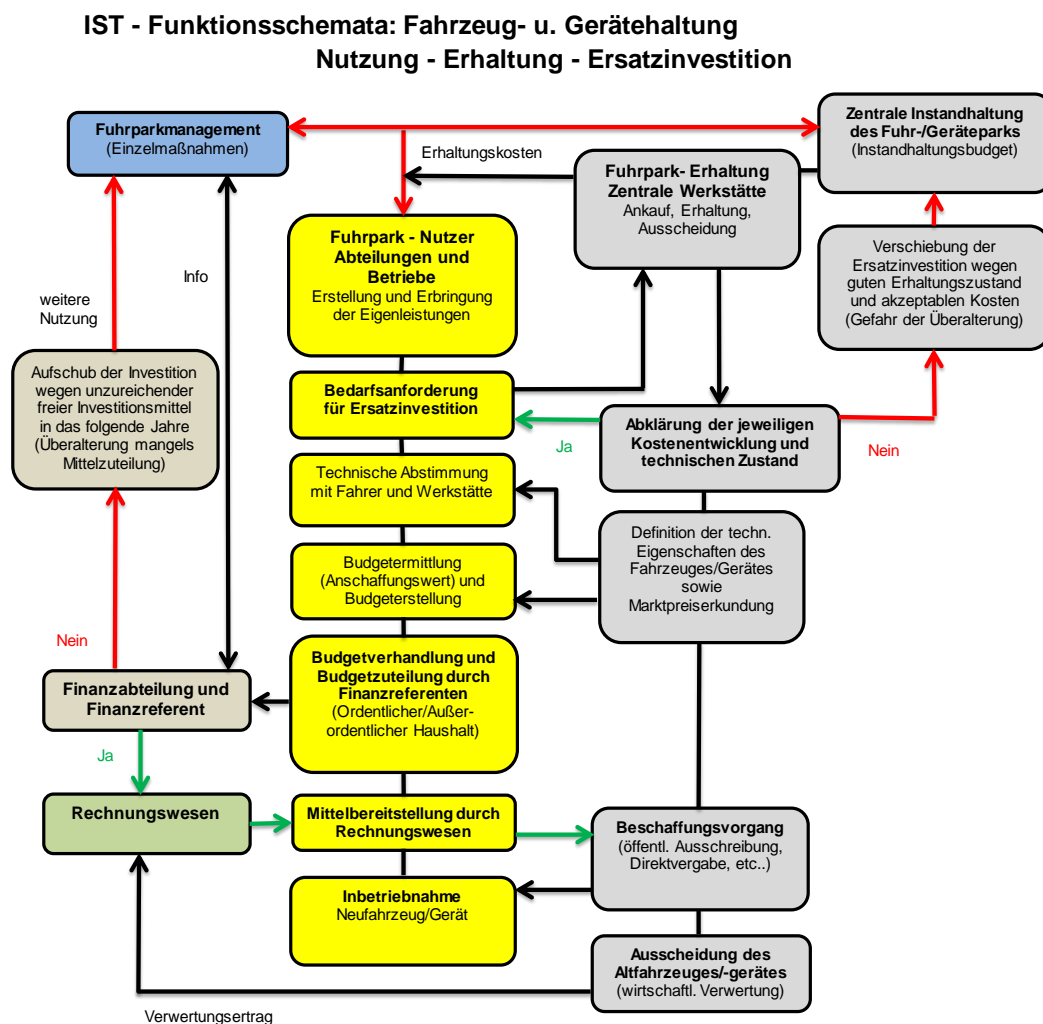 IST - Funktionsschemata: Fahrzeug- u. Gerätehaltung
Nutzung - Erhaltung - Ersatzinvestition
Fuhrparkmanagement
(Einzelmaßnahmen)
Zentrale Instandhaltung
des Fuhr-/Geräteparks
(Instandhaltungsbudget)
Erhaltungskosten
Fuhrpark- Erhaltung
Zentrale Werkstätte
Ankauf, Erhaltung,
Ausscheidung
Fuhrpark - Nutzer
Abteilungen und
Betriebe
Erstellung und Erbringung
der Eigenleistungen
Verschiebung der
Ersatzinvestition wegen
guten Erhaltungszustand
und akzeptablen Kosten
(Gefahr der Überalterung)
Info
weitere
Nutzung
Aufschub der Investition
wegen unzureichender
freier Investitionsmittel
in das folgende Jahre
(Überalterung mangels
Mittelzuteilung)
Bedarfsanforderung
für Ersatzinvestition
Ja
Abklärung der jeweiligen
Kostenentwicklung und
technischen Zustand
Nein
Technische Abstimmung
mit Fahrer und Werkstätte
Definition der techn.
Eigenschaften des
Fahrzeuges/Gerätes
sowie
Marktpreiserkundung
Budgetermittlung
(Anschaffungswert) und
Budgeterstellung
Nein
Budgetverhandlung und
Budgetzuteilung durch
Finanzreferenten
(Ordentlicher/Außer-
ordentlicher Haushalt)
Finanzabteilung und
Finanzreferent
Ja
Rechnungswesen
Mittelbereitstellung durch
Rechnungswesen
Beschaffungsvorgang
(öffentl. Ausschreibung,
Direktvergabe, etc..)
Inbetriebnahme
Neufahrzeug/Gerät
Ausscheidung des
Altfahrzeuges/-gerätes
(wirtschaftl. Verwertung)
Verwertungsertrag